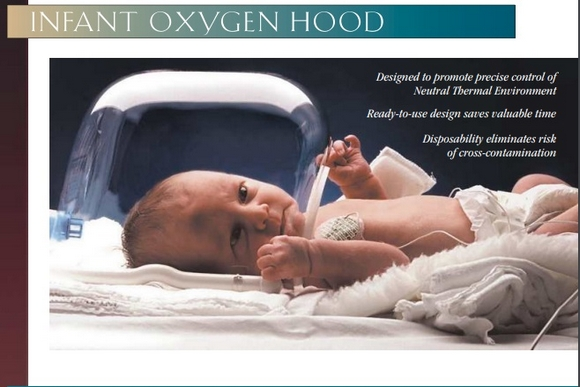 INFANT OXYGEN HOOD
Designed to promote precise control of
Neutral Thermal Environment
Ready-to-use design saves valuable time
Disposability eliminates risk
of cross-contamination